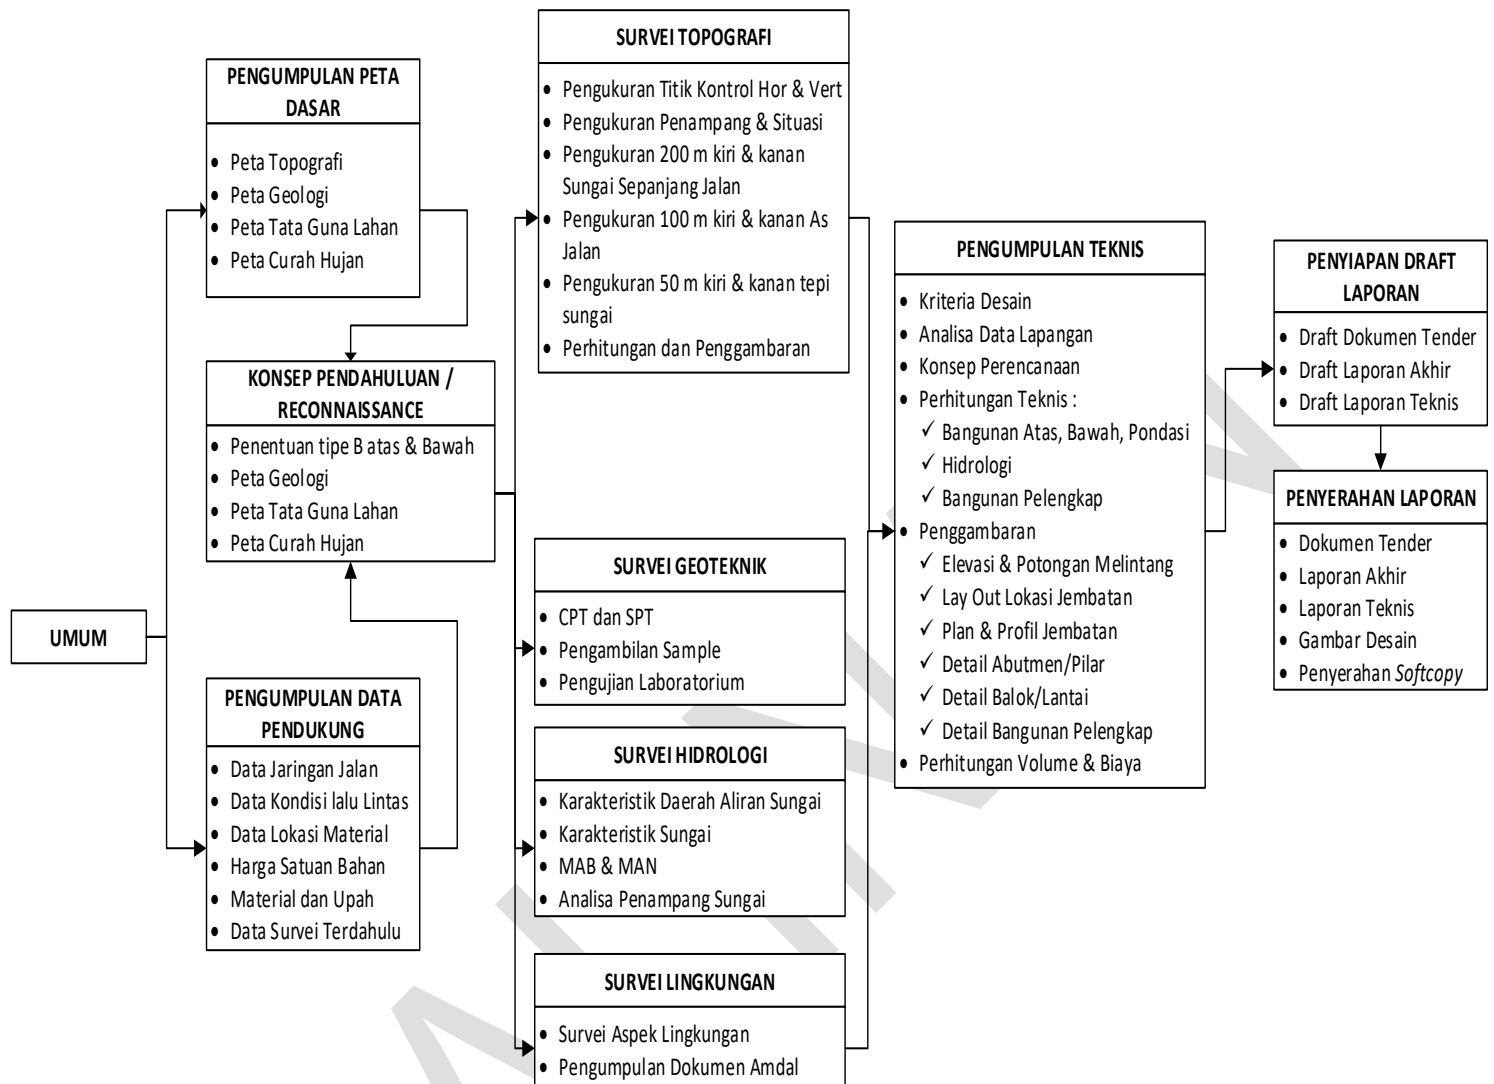 UMUM
PENGUMPULAN PETA
DASAR
• Peta Topografi
• Peta Geologi
• Peta Tata Guna Lahan
• Peta Curah Hujan
KONSEP PENDAHULUAN /
RECONNAISSANCE
• Penentuan tipe B atas & Bawah
• Peta Geologi
• Peta Tata Guna Lahan
• Peta Curah Hujan
PENGUMPULAN DATA
PENDUKUNG
• Data Jaringan Jalan
• Data Kondisi lalu Lintas
• Data Lokasi Material
• Harga Satuan Bahan
• Material dan Upah
• Data Survei Terdahulu
SURVEI TOPOGRAFI
• Pengukuran Titik Kontrol Hor & Vert
• Pengukuran Penampang & Situasi
• Pengukuran 200 m kiri & kanan
Sungai Sepanjang Jalan
• Pengukuran 100 m kiri & kanan As
Jalan
• Pengukuran 50 m kiri & kanan tepi
sungai
• Perhitungan dan Penggambaran
SURVEI GEOTEKNIK
• CPT dan SPT
• Pengambilan Sample
• Pengujian Laboratorium
SURVEI HIDROLOGI
• Karakteristik Daerah Aliran Sungai
• Karakteristik Sungai
• MAB & MAN
• Analisa Penampang Sungai
SURVEI LINGKUNGAN
• Survei Aspek Lingkungan
• Pengumpulan Dokumen Amdal
PENGUMPULAN TEKNIS
• Kriteria Desain
• Analisa Data Lapangan
• Konsep Perencanaan
• Perhitungan Teknis :
✓ Bangunan Atas, Bawah, Pondasi
✓ Hidrologi
✓ Bangunan Pelengkap
• Penggambaran
✓ Elevasi & Potongan Melintang
✓ Lay Out Lokasi Jembatan
✓ Plan & Profil Jembatan
✓ Detail Abutmen/Pilar
✓ Detail Balok/Lantai
✓ Detail Bangunan Pelengkap
• Perhitungan Volume & Biaya
PENYIAPAN DRAFT
LAPORAN
• Draft Dokumen Tender
• Draft Laporan Akhir
• Draft Laporan Teknis
PENYERAHAN LAPORAN
• Dokumen Tender
• Laporan Akhir
• Laporan Teknis
• Gambar Desain
• Penyerahan Softcopy